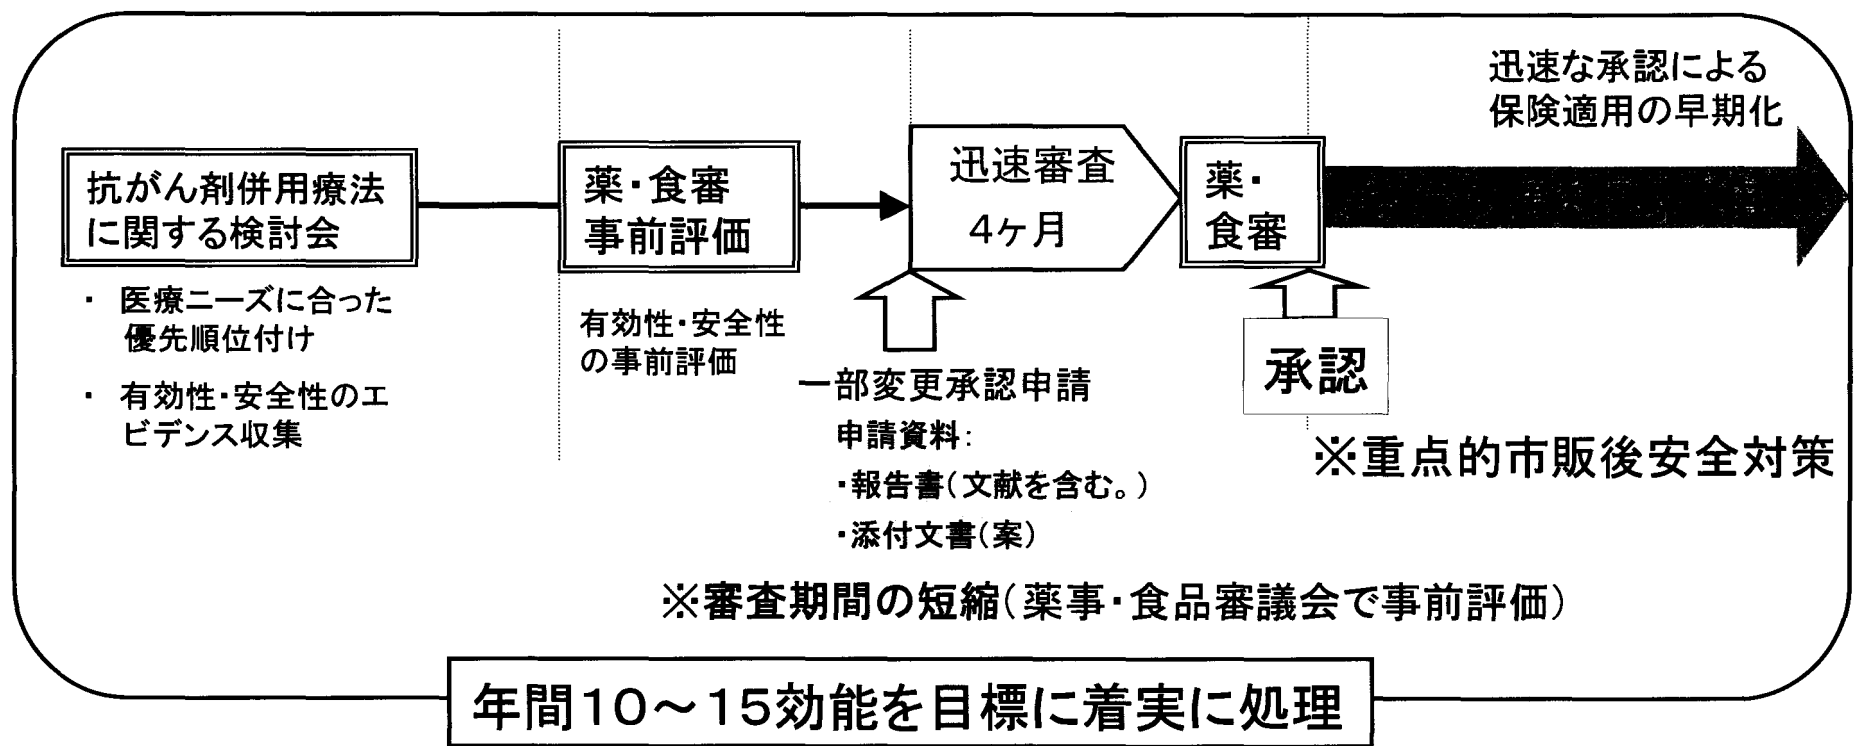 抗がん剤併用療法
に関する検討会
・ 医療ニーズに合った
優先順位付け
・ 有効性・安全性のエ
ビデンス収集
薬・食審
事前評価
有効性・安全性
の事前評価
迅速審査
4ヶ月
一部変更承認申請
申請資料:
・報告書(文献を含む。)
・添付文書(案)
薬・
食審
承認
迅速な承認による
保険適用の早期化
※重点的市販後安全対策
※審査期間の短縮(薬事・食品審議会で事前評価)
年間10～15効能を目標に着実に処理